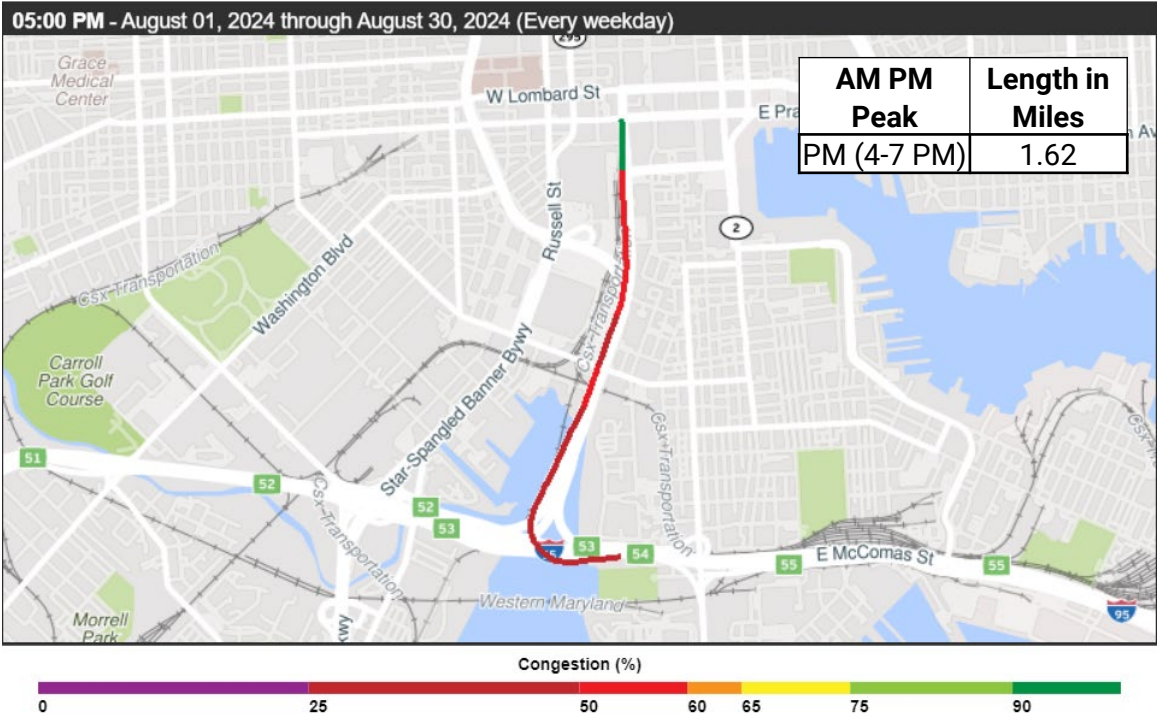 05:00 PM - August 01, 2024 through August 30, 2024 (Every weekday)
295
Grace
Medical
Center
W Lombard St
E Pra
AM PM
Peak
Length in
Miles
PM (4-7 PM)
1.62
n Av
Russell St
2
Csx Transportation
Washington Blvd
Csx-Transportation
Carroll
Park Golf
Course
Star-Spangled Banner Bywy
Csx-Transportation
51
52
52
53
Csx-Transportation
53
54
55
E McComas St
55
Western Maryland
95
Morrell
Park
kwy
Congestion (%)
0
25
50
60
65
75
90